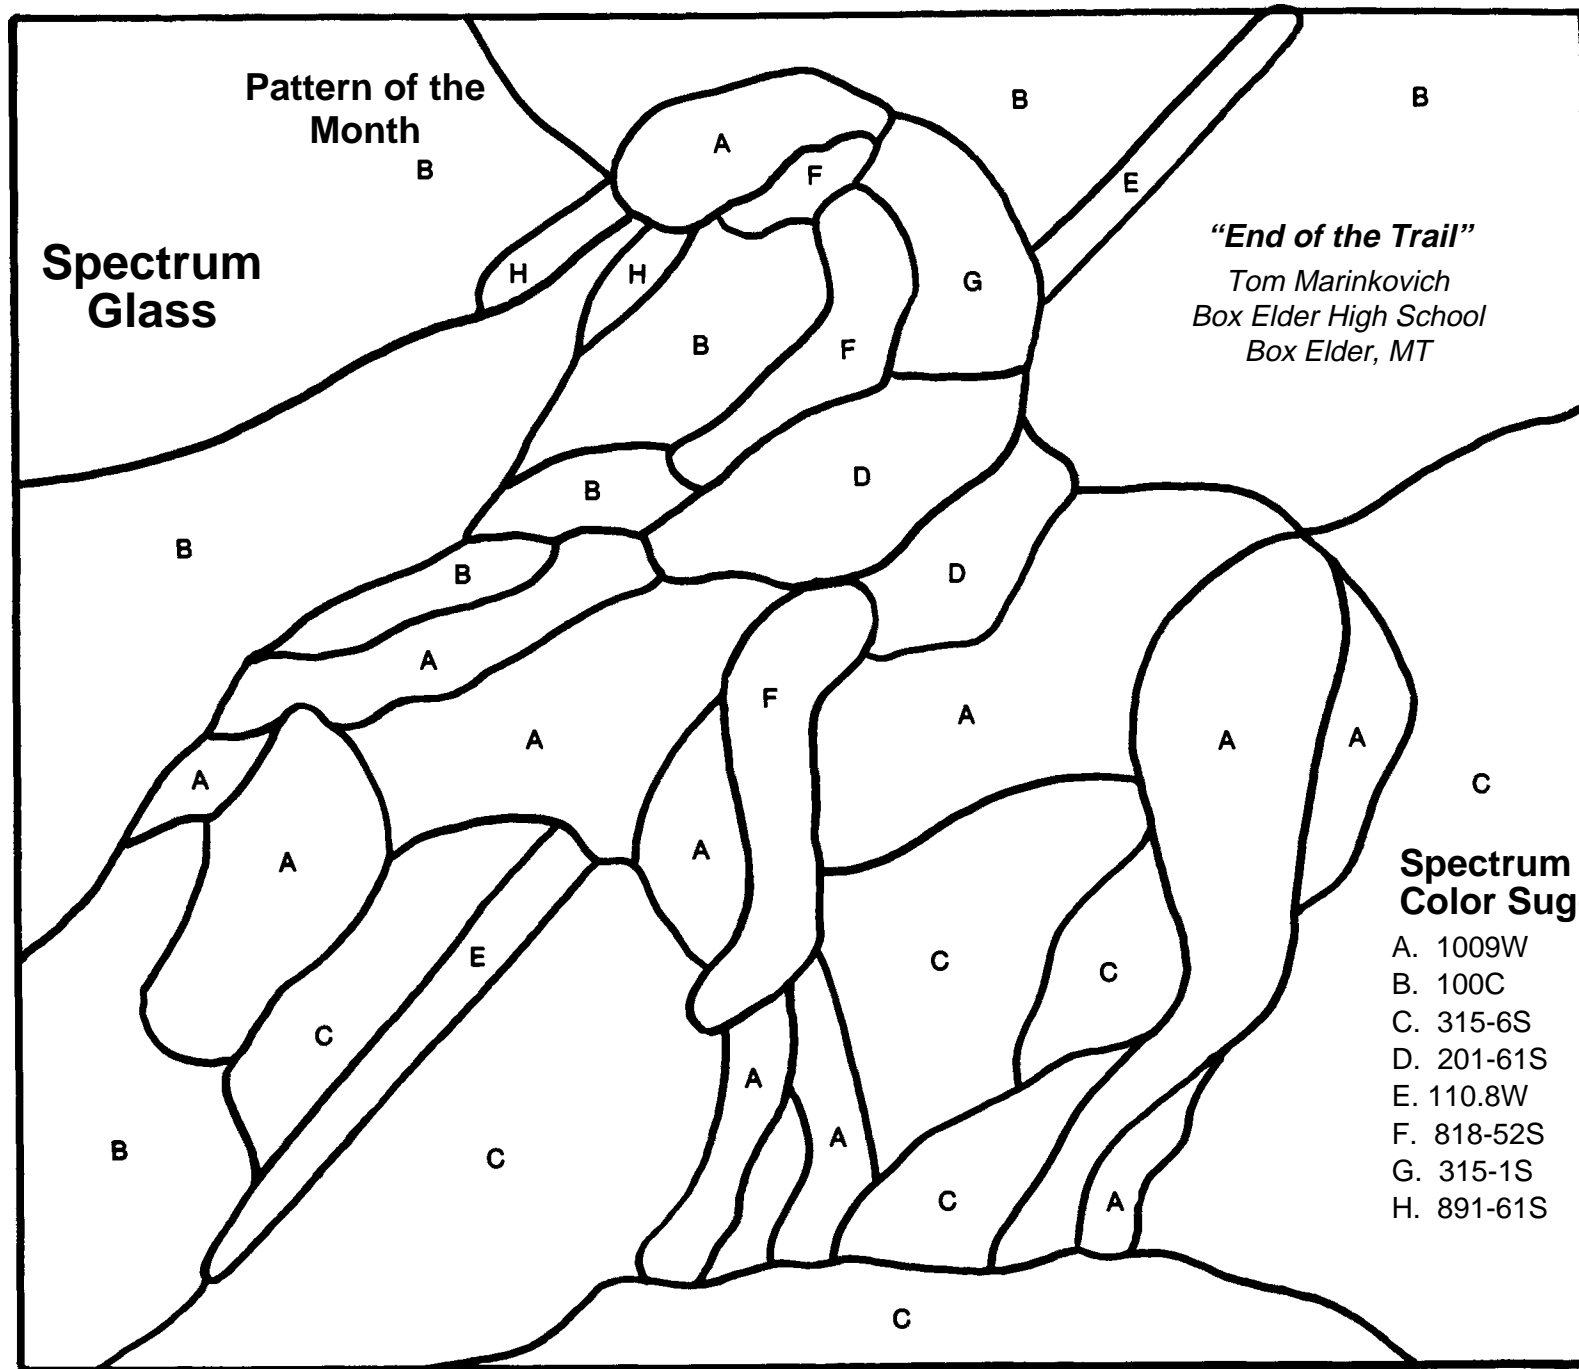 Pattern of the
Month
B
B
B
A
F
E
Spectrum
Glass
"End of the Trail"
Tom Marinkovich
Box Elder High School
Box Elder, MT
H
H
G
B
F
D
B
B
B
D
A
F
A
A
A
A
A
C
A
A
A
Spectrum
Color Sug
A. 1009W
B. 100C
C. 315-6S
D. 201-61S
E. 110.8W
F. 818-52S
G. 315-1S
H. 891-61S
E
C
C
C
A
B
C
A
C
A
C